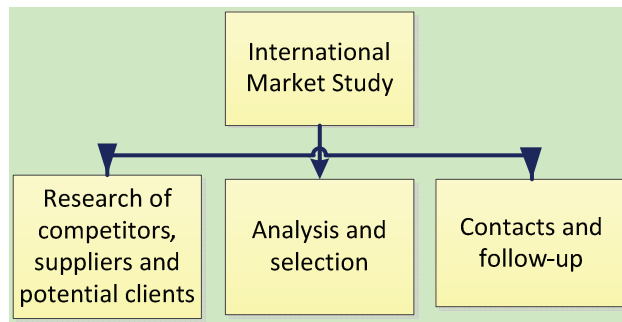 International
Market Study
Research of
competitors,
suppliers and
potential clients
Analysis and
selection
Contacts and
follow-up